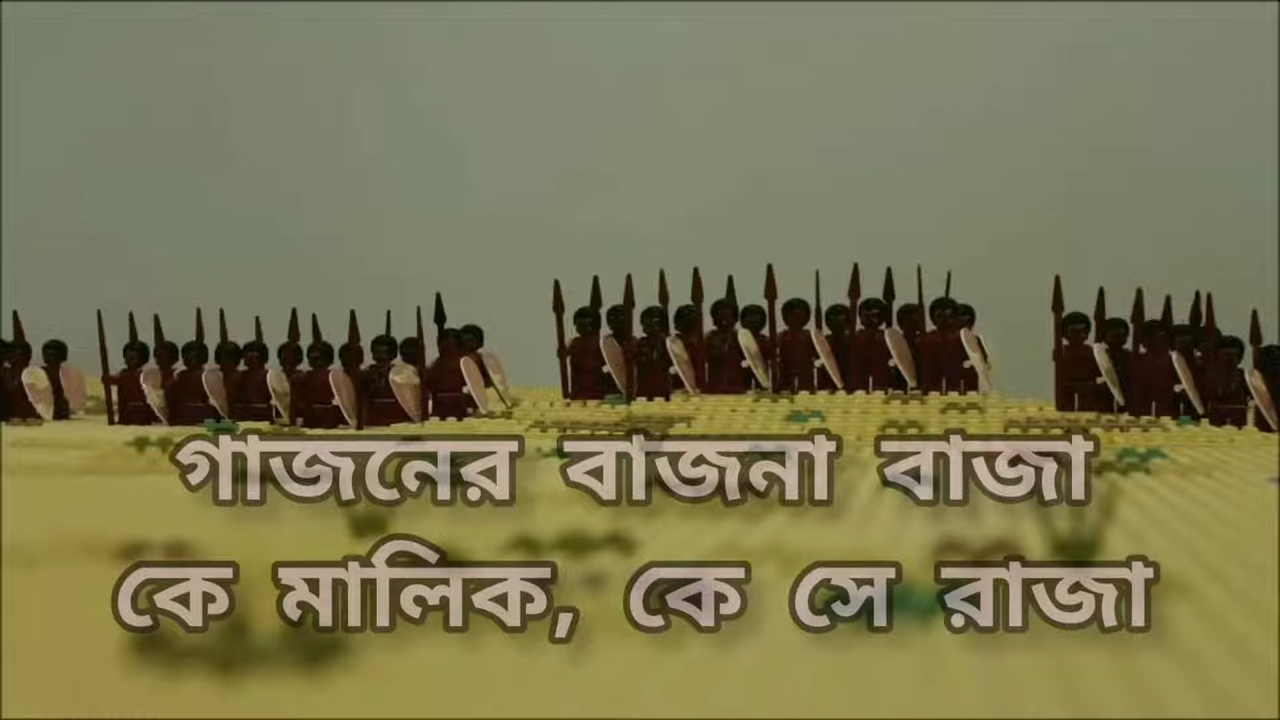 গাজনের বাজনা বাজা
কে মালিক, কে সে রাজা